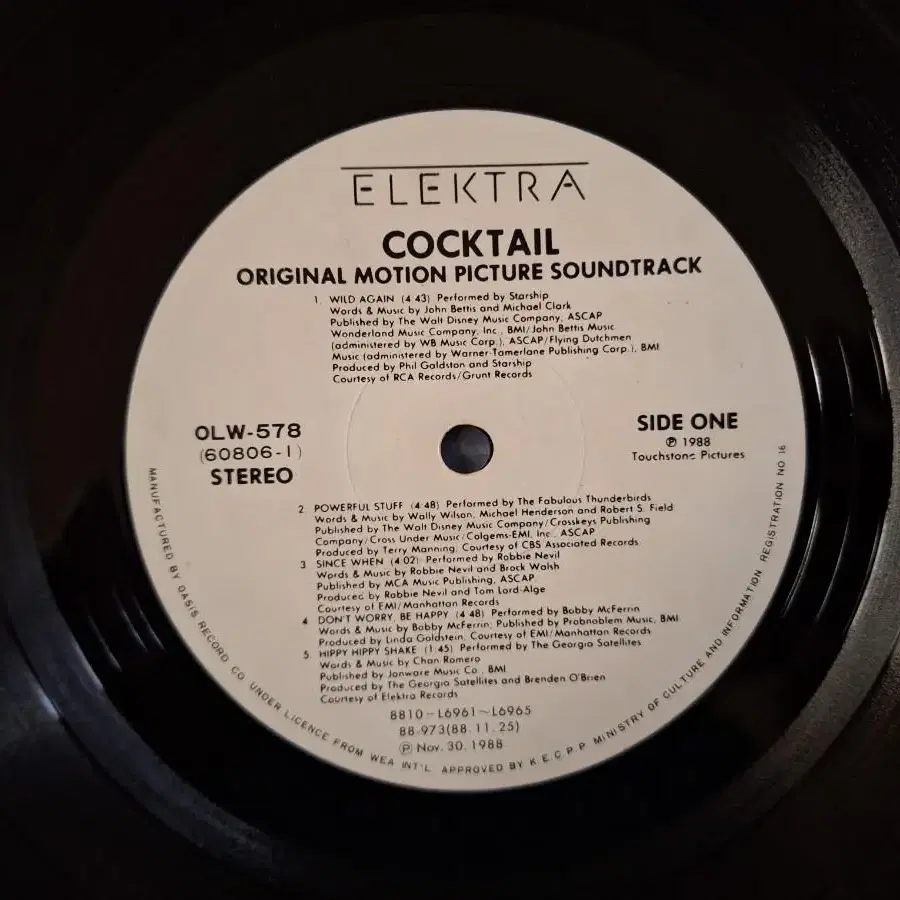 ELEKTRA
COCKTAIL
ORIGINAL MOTION PICTURE SOUNDTRACK
1. WILD AGAIN (4:43) Performed by Starship
Words & Music by John Bettis and Michael Clark
Published by The Walt Disney Music Company, ASCAP
Wonderland Music Company, Inc., BMI/John Bettis Music
(administered by WB Music Corp.), ASCAP/Flying Dutchmen
Music (administered by Warner-Tamerlane Publishing Corp.), BMI
Produced by Phil Galdston and Starship
Courtesy of RCA Records/Grunt Records
OLW-578
(60806-1)
STEREO
SIDE ONE
℗ 1988
Touchstone Pictures
2 POWERFUL STUFF (4:48) Performed by The Fabulous Thunderbirds
Words & Music by Wally Wilson, Michael Henderson and Robert S. Field
Published by The Walt Disney Music Company/Crosskeys Publishing
Company/Cross Under Music/Colgems-EMI, Inc., ASCAP
Produced by Terry Manning, Courtesy of CBS Associated Records
3 SINCE WHEN (4:02) Performed by Robbie Nevil
Words & Music by Robbie Nevil and Brock Walsh
Published by MCA Music Publishing, ASCAP
Produced by Robbie Nevil and Tom Lord-Alge
Courtesy of EMI/Manhattan Records
4 DON'T WORRY, BE HAPPY (4:48) Performed by Bobby McFerrin
Words & Music by Bobby McFerrin; Published by Probnoblem Music, BMI
Produced by Linda Goldstein; Courtesy of EMI/Manhattan Records
5. HIPPY HIPPY SHAKE (1:45) Performed by The Georgia Satellites
Words & Music by Chan Romero
Published by Jonware Music Co., BMI
Produced by The Georgia Satellites and Brenden O'Brien
Courtesy of Elektra Records
8810-L6961~L6965
88-973(88.11.25)
℗ Nov. 30. 1988
MANUFACTURED BY OASIS RECORD CO. UNDER LICENCE FROM WEA INT'L. APPROVED BY K.E.C.P.P. MINISTRY OF CULTURE AND INFORMATION REGISTRATION NO 16